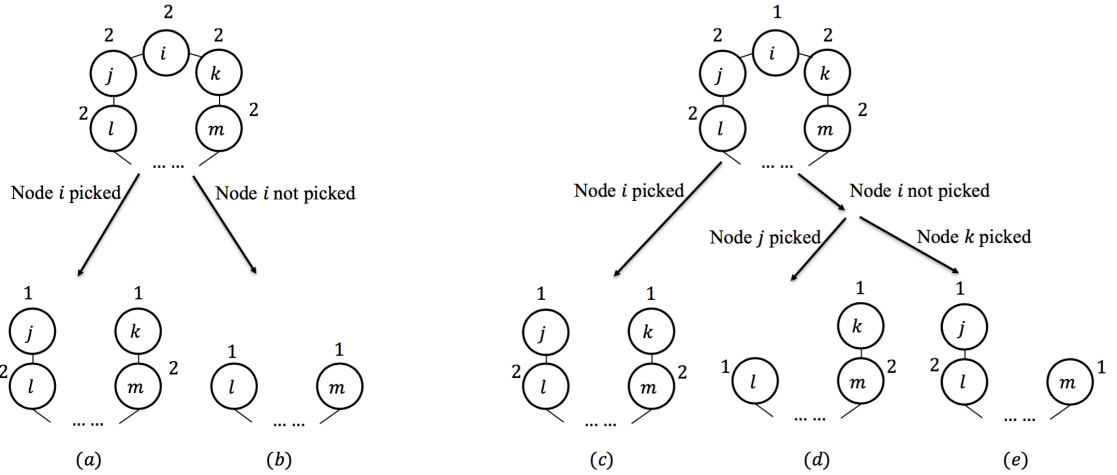 2 1
2 2 2 2
i i
j k j k
2 2 2 2
l m l m
... ... ... ...
Node i picked Node i not picked Node i picked Node i not picked
Node j picked Node k picked
1 1 1 1 1 1
j k j k k j
1 1
2 2 2 2 1 2 2 1
l m l m l m l m l m
... ... ... ... ... ... ... ... ... ...
(a) (b) (c) (d) (e)